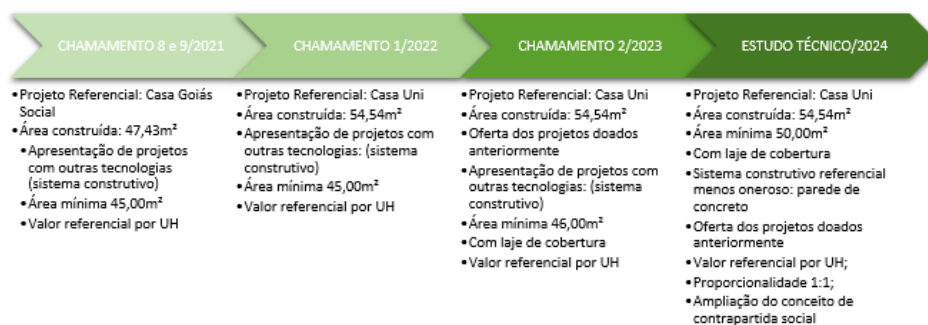 CHAMAMENTO 8 e 9/2021
CHAMAMENTO 1/2022
CHAMAMENTO 2/2023
ESTUDO TÉCNICO/2024
•Projeto Referencial: Casa Goiás
Social
•Área construída: 47,43m²
•Apresentação de projetos
com outras tecnologias
(sistema construtivo)
•Área mínima 45,00m²
•Valor referencial por UH
•Projeto Referencial: Casa Uni
•Área construída: 54,54m²
•Apresentação de projetos com
outras tecnologias: (sistema
construtivo)
•Área mínima 45,00m²
•Valor referencial por UH
•Projeto Referencial: Casa Uni
•Área construída: 54,54m²
•Oferta dos projetos doados
anteriormente
•Apresentação de projetos com
outras tecnologias: (sistema
construtivo)
•Área mínima 46,00m²
•Com laje de cobertura
•Valor referencial por UH
•Projeto Referencial: Casa Uni
•Área construída: 54,54m²
•Área mínima 50,00m²
•Com laje de cobertura
•Sistema construtivo referencial
menos oneroso: parede de
concreto
•Oferta dos projetos doados
anteriormente
•Valor referencial por UH;
•Proporcionalidade 1:1;
•Ampliação do conceito de
contrapartida social